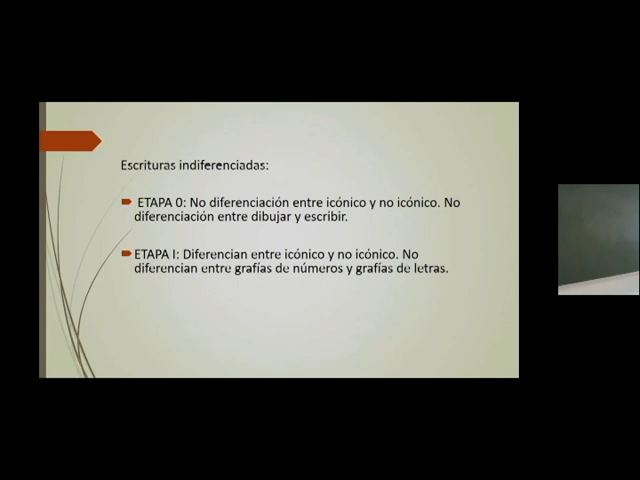 Escrituras indiferenciadas:
ETAPA 0: No diferenciación entre icónico y no icónico. No
diferenciación entre dibujar y escribir.
ETAPA I: Diferencian entre icónico y no icónico. No
diferencian entre grafías de números y grafías de letras.